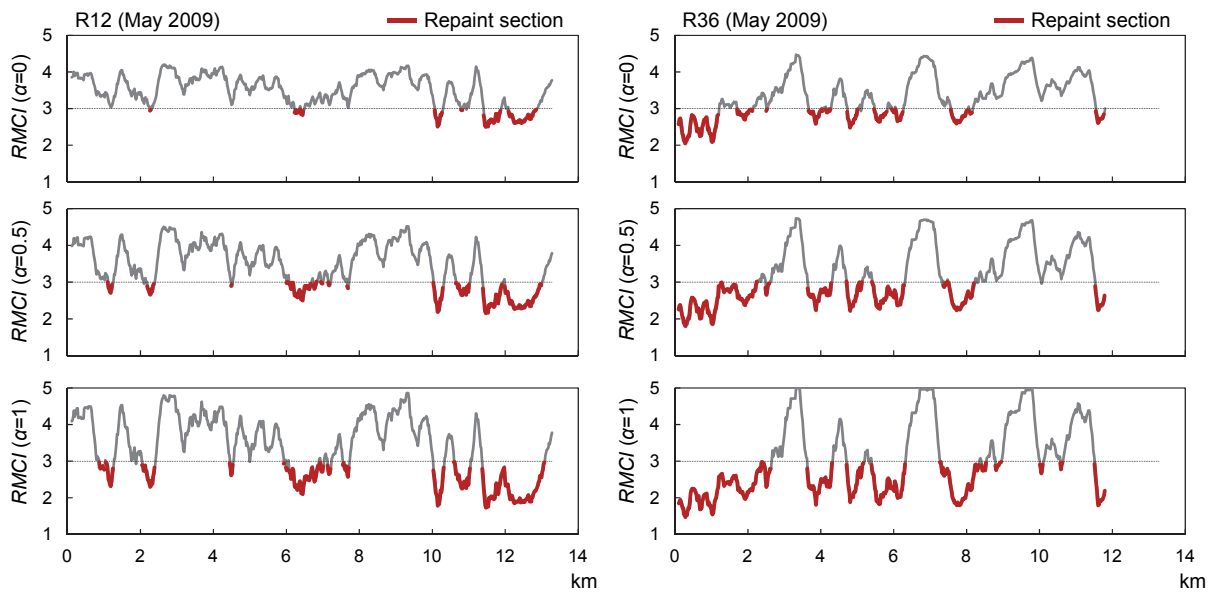 R12 (May 2009) Repaint section
RMCI (α=0)
5
4
3
2
1
RMCI (α=0.5)
5
4
3
2
1
RMCI (α=1)
5
4
3
2
1
0 2 4 6 8 10 12 14
km
R36 (May 2009) Repaint section
RMCI (α=0)
5
4
3
2
1
RMCI (α=0.5)
5
4
3
2
1
RMCI (α=1)
5
4
3
2
1
0 2 4 6 8 10 12 14
km